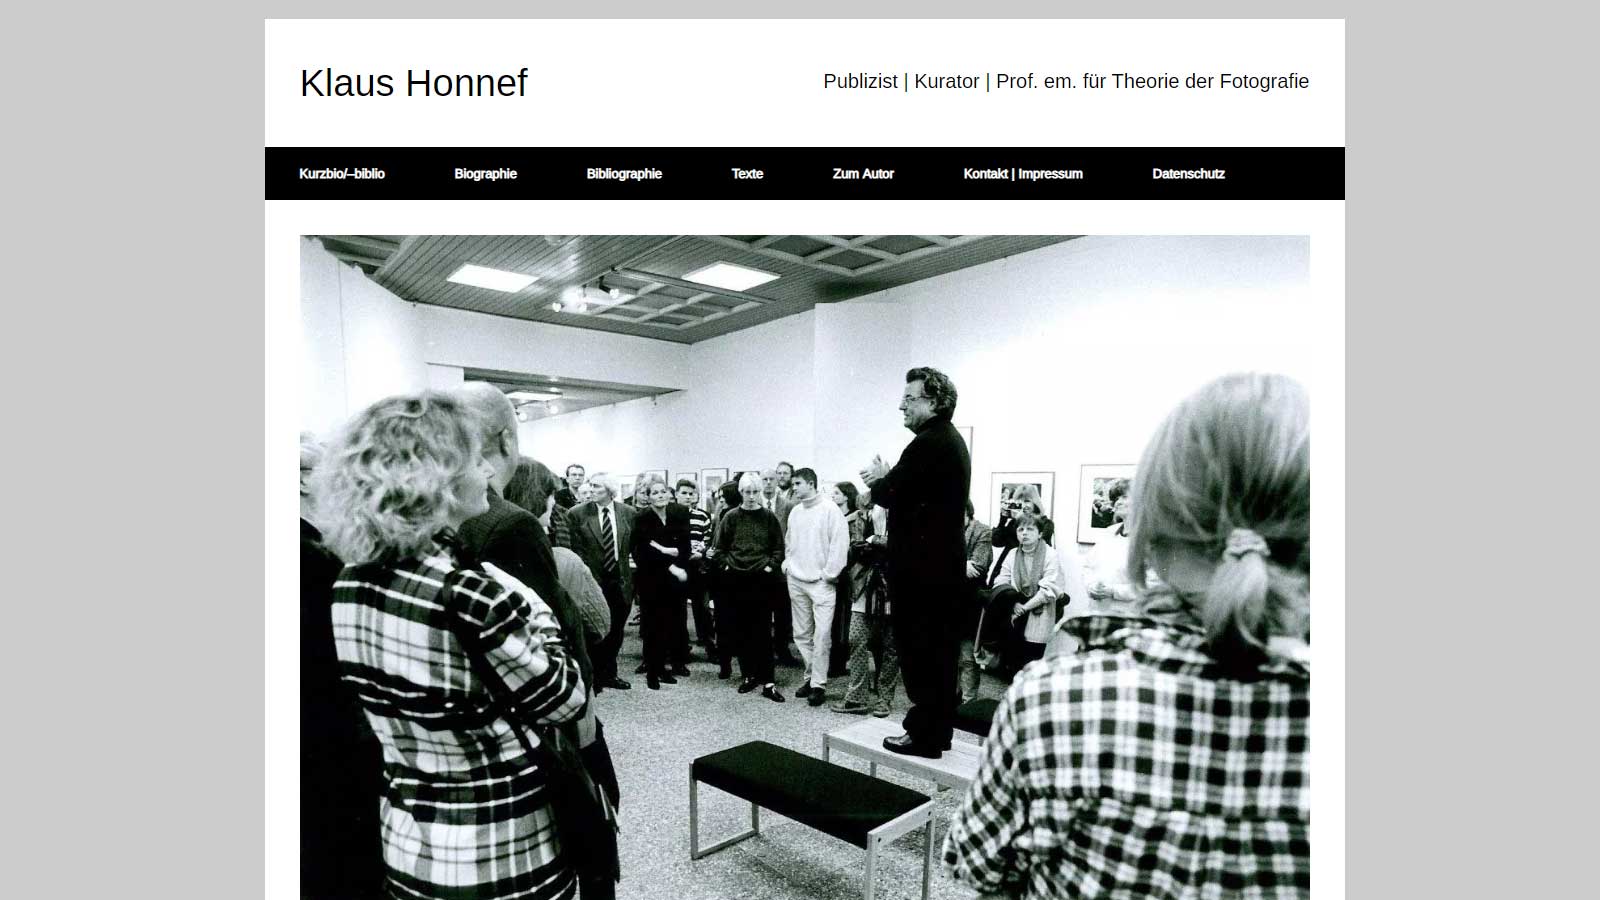 Klaus Honnef
Publizist | Kurator | Prof. em. für Theorie der Fotografie
Kurzbio/–biblio Biographie Bibliographie Texte Zum Autor Kontakt | Impressum Datenschutz